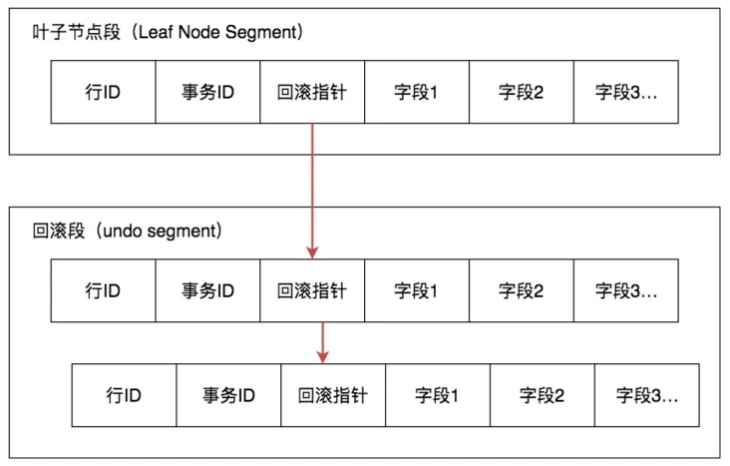 叶子节点段（Leaf Node Segment）
行ID 事务ID 回滚指针 字段1 字段2 字段3...
回滚段（undo segment）
行ID 事务ID 回滚指针 字段1 字段2 字段3...
行ID 事务ID 回滚指针 字段1 字段2 字段3...